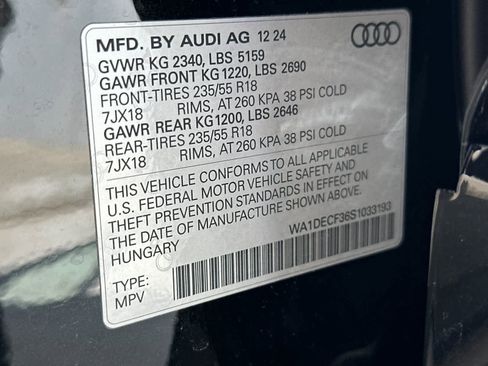 MFD. BY AUDI AG 12 24
GVWR KG 2340, LBS 5159
GAWR FRONT KG 1220, LBS 2690
FRONT-TIRES 235/55 R18
7JX18 RIMS, AT 260 KPA 38 PSI COLD
GAWR REAR KG1200, LBS 2646
REAR-TIRES 235/55 R18
7JX18 RIMS, AT 260 KPA 38 PSI COLD
THIS VEHICLE CONFORMS TO ALL APPLICABLE
U.S. FEDERAL MOTOR VEHICLE SAFETY AND
THEFT PREVENTION STANDARDS IN EFFECT ON
THE DATE OF MANUFACTURE SHOWN ABOVE.
HUNGARY
WA1DECF36S1033193
TYPE:
MPV